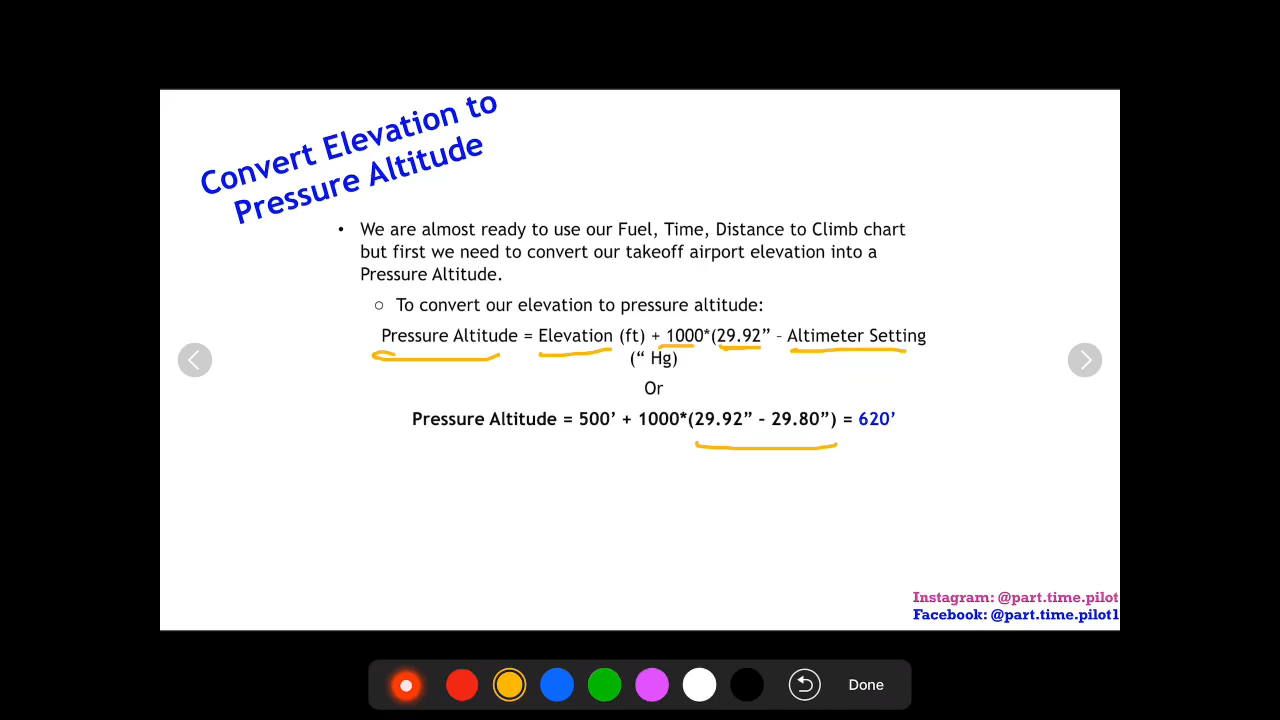 Convert Elevation to
Pressure Altitude
• We are almost ready to use our Fuel, Time, Distance to Climb chart
but first we need to convert our takeoff airport elevation into a
Pressure Altitude.
○ To convert our elevation to pressure altitude:
Pressure Altitude = Elevation (ft) + 1000*(29.92” – Altimeter Setting
(“ Hg)
Or
Pressure Altitude = 500’ + 1000*(29.92” – 29.80”) = 620’
Instagram: @part.time.pilot
Facebook: @part.time.pilot1
Done